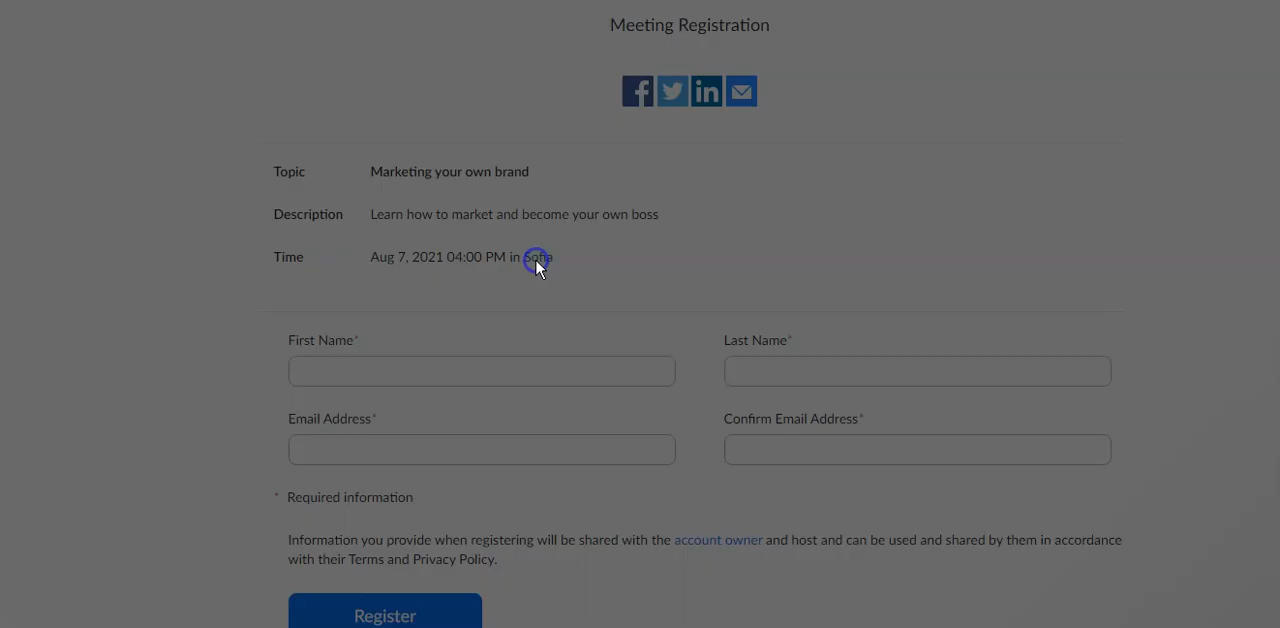 Meeting Registration
Topic Marketing your own brand
Description Learn how to market and become your own boss
Time Aug 7, 2021 04:00 PM in Sofia
First Name* Last Name*
Email Address* Confirm Email Address*
* Required information
Information you provide when registering will be shared with the account owner and host and can be used and shared by them in accordance
with their Terms and Privacy Policy.
Register